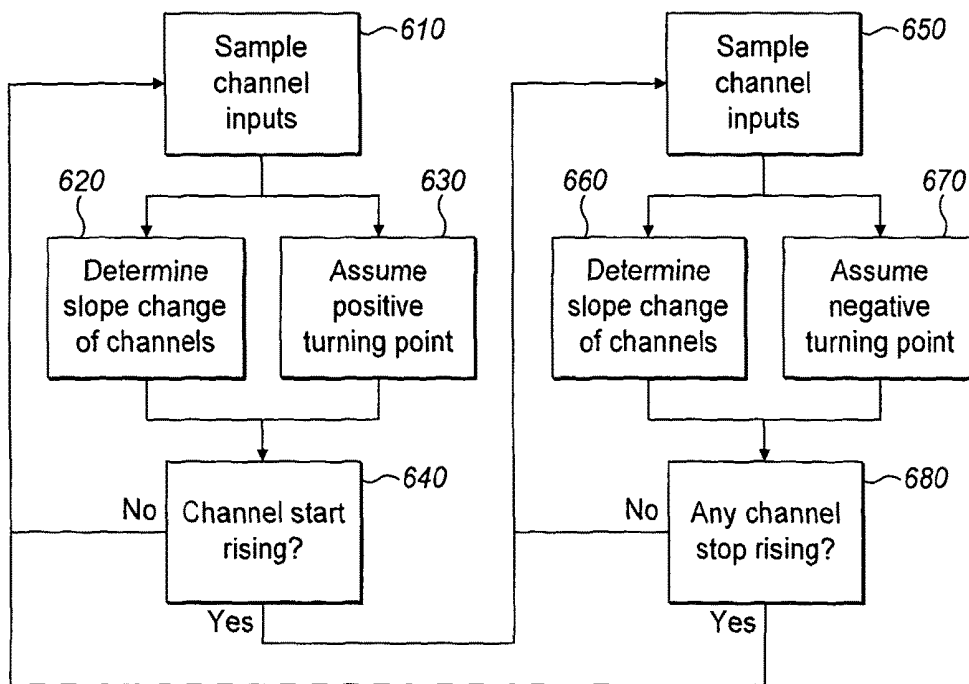 610
Sample
channel
inputs
620
Determine
slope change
of channels
630
Assume
positive
turning point
640
Channel start
rising?
No
Yes
650
Sample
channel
inputs
660
Determine
slope change
of channels
670
Assume
negative
turning point
680
Any channel
stop rising?
No
Yes